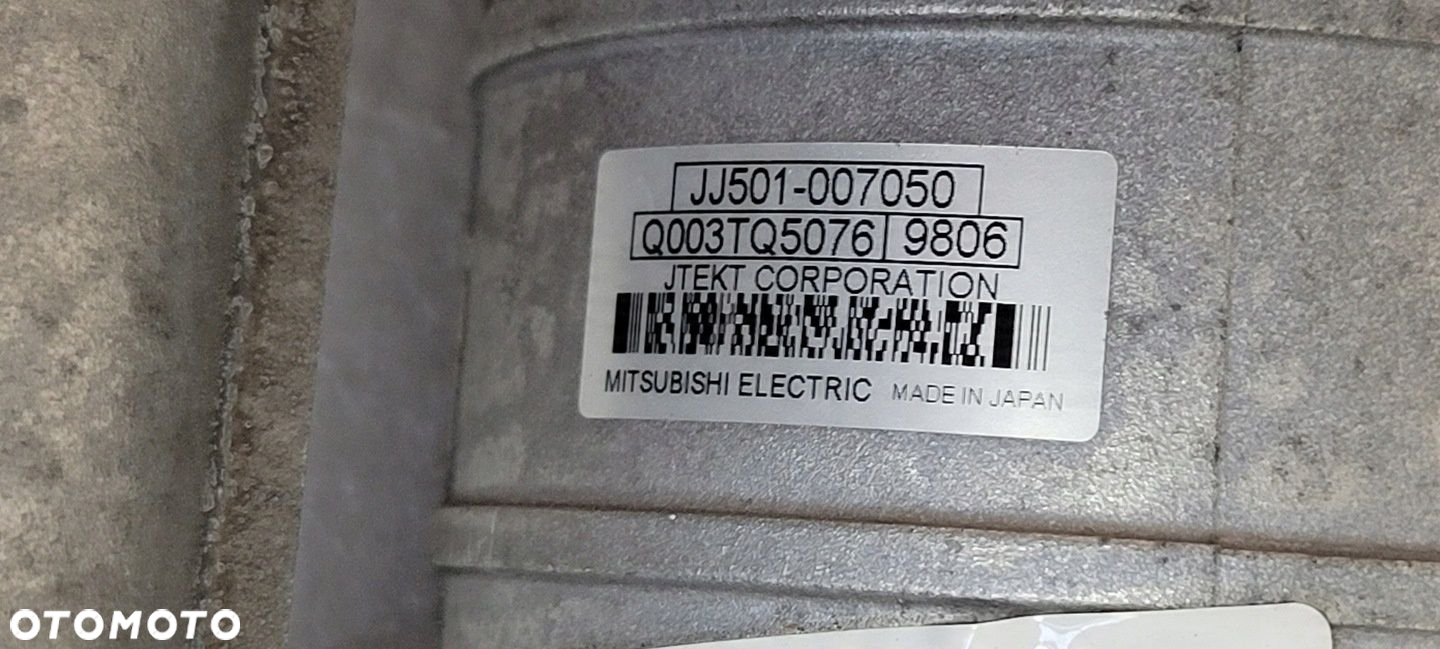 JJ501-007050
Q003TQ5076 9806
JTEKT CORPORATION
MITSUBISHI ELECTRIC MADE IN JAPAN
OTOMOTO